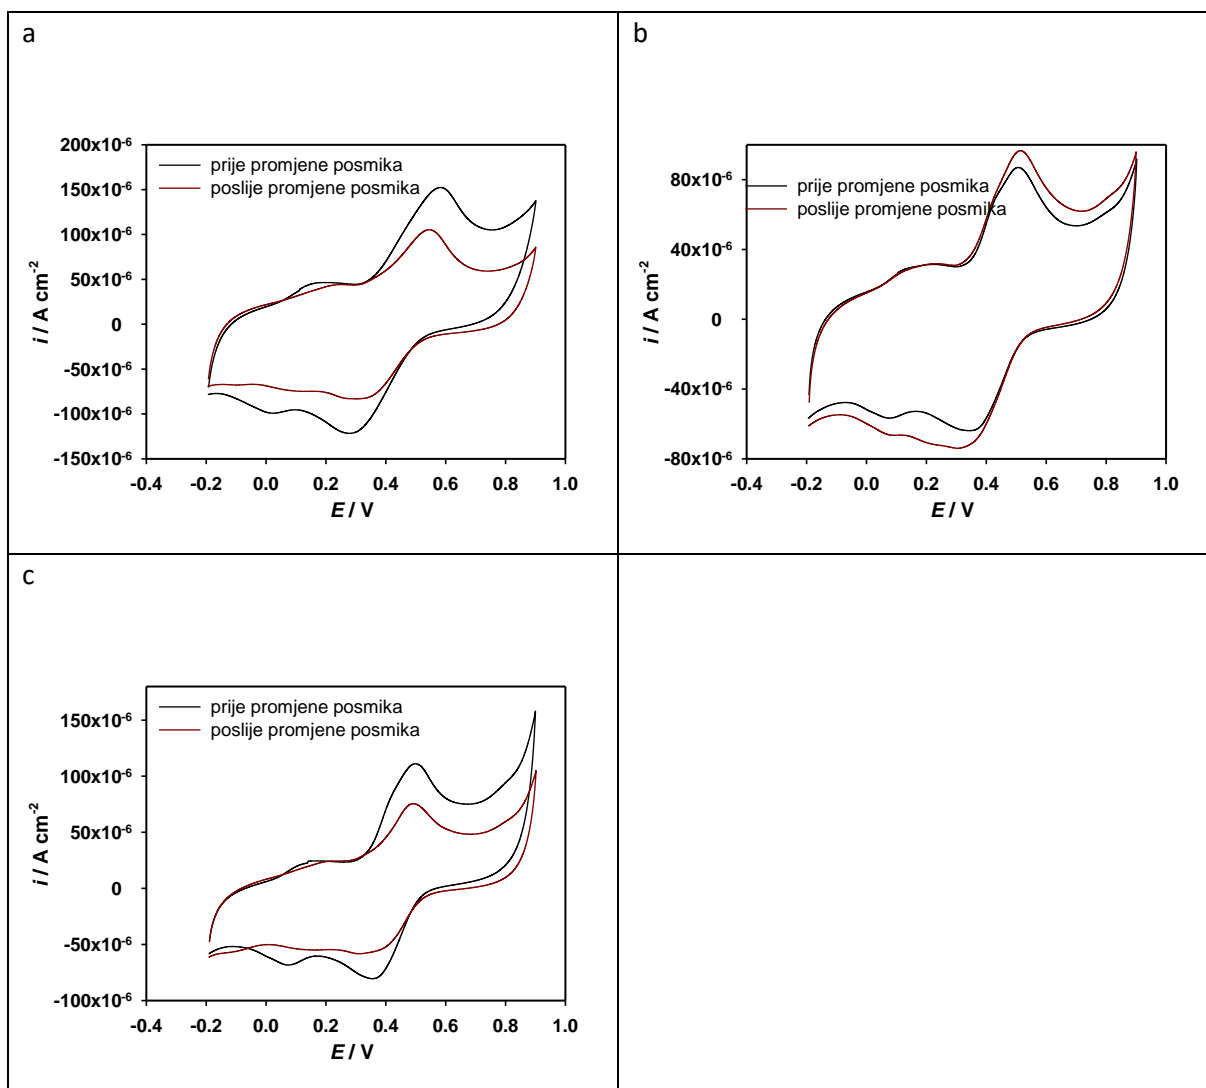 a
200x10⁻⁶
150x10⁻⁶
100x10⁻⁶
50x10⁻⁶
0
-50x10⁻⁶
-100x10⁻⁶
-150x10⁻⁶
i / A cm⁻²
prije promjene posmika
poslije promjene posmika
-0.4 -0.2 0.0 0.2 0.4 0.6 0.8 1.0
E / V
b
80x10⁻⁶
40x10⁻⁶
0
-40x10⁻⁶
-80x10⁻⁶
i / A cm⁻²
prije promjene posmika
poslije promjene posmika
-0.4 -0.2 0.0 0.2 0.4 0.6 0.8 1.0
E / V
c
150x10⁻⁶
100x10⁻⁶
50x10⁻⁶
0
-50x10⁻⁶
-100x10⁻⁶
i / A cm⁻²
prije promjene posmika
poslije promjene posmika
-0.4 -0.2 0.0 0.2 0.4 0.6 0.8 1.0
E / V